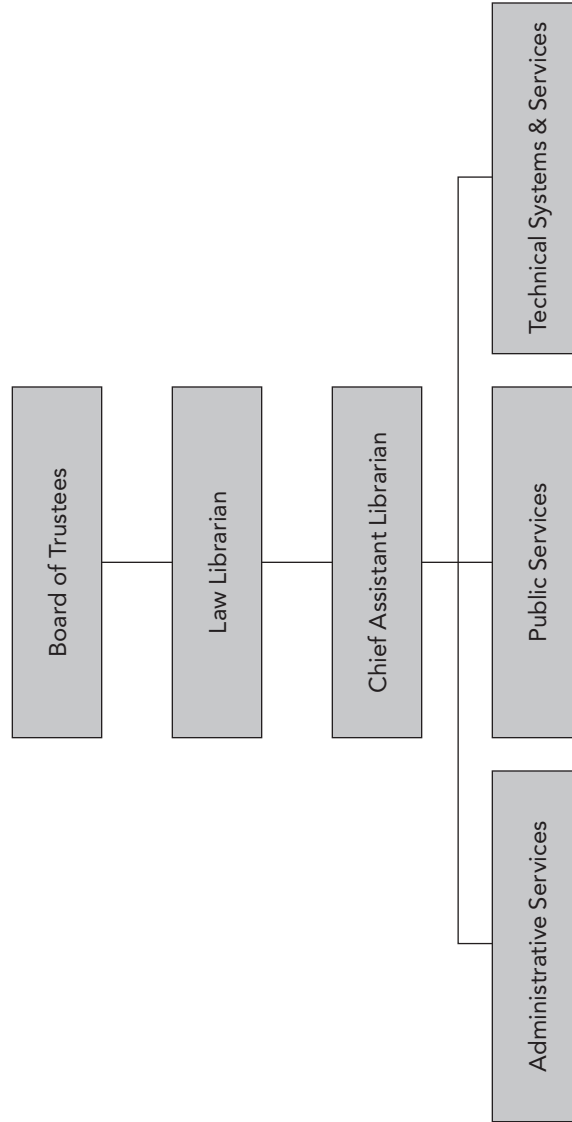 Board of Trustees
Law Librarian
Chief Assistant Librarian
Administrative Services
Public Services
Technical Systems & Services